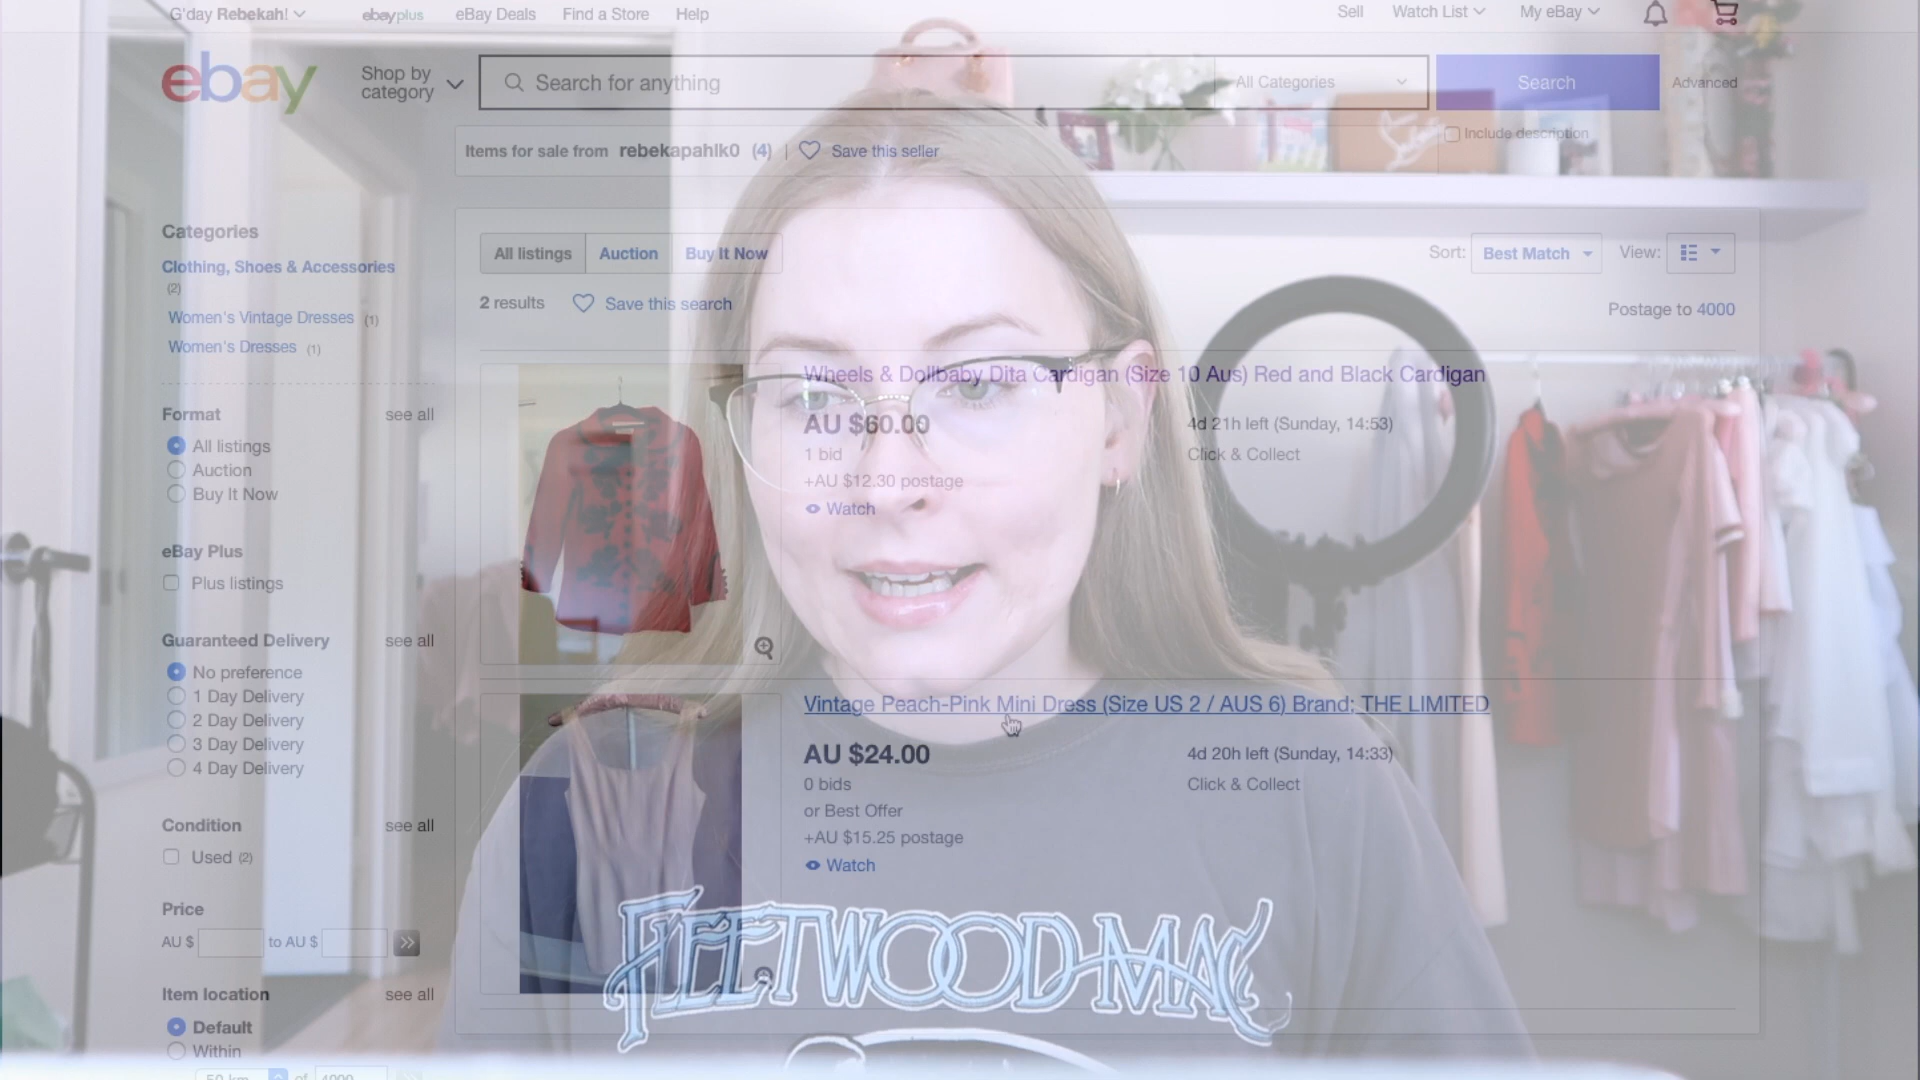 G'day Rebekah!
ebayplus
eBay Deals
Find a Store
Help
Sell
Watch List
My eBay
ebay
Shop by category
Search for anything
All Categories
Search
Advanced
Include description
Items for sale from rebekapahlk0 (4) | Save this seller
Categories
Clothing, Shoes & Accessories
(2)
Women's Vintage Dresses (1)
Women's Dresses (1)
Format see all
All listings
Auction
Buy It Now
eBay Plus
Plus listings
Guaranteed Delivery see all
No preference
1 Day Delivery
2 Day Delivery
3 Day Delivery
4 Day Delivery
Condition see all
Used (2)
Price
AU $ to AU $
Item location see all
Default
Within
50 km of 4000
All listings Auction Buy It Now
Sort: Best Match View:
2 results Save this search
Postage to 4000
Wheels & Dollbaby Dita Cardigan (Size 10 Aus) Red and Black Cardigan
AU $60.00
4d 21h left (Sunday, 14:53)
1 bid
Click & Collect
+AU $12.30 postage
Watch
Vintage Peach-Pink Mini Dress (Size US 2 / AUS 6) Brand: THE LIMITED
AU $24.00
4d 20h left (Sunday, 14:33)
0 bids
Click & Collect
or Best Offer
+AU $15.25 postage
Watch
FLEETWOOD MAC